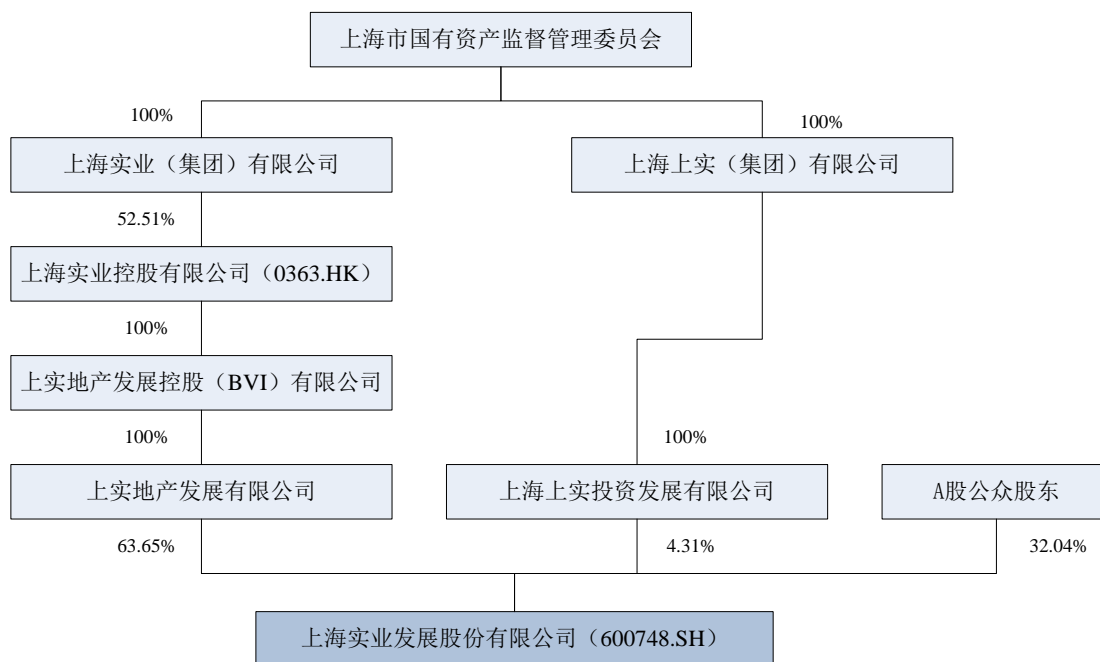 上海市国有资产监督管理委员会
100%
100%
上海实业（集团）有限公司
上海上实（集团）有限公司
52.51%
上海实业控股有限公司（0363.HK）
100%
上实地产发展控股（BVI）有限公司
100%
100%
上实地产发展有限公司
上海上实投资发展有限公司
A股公众股东
63.65%
4.31%
32.04%
上海实业发展股份有限公司（600748.SH）